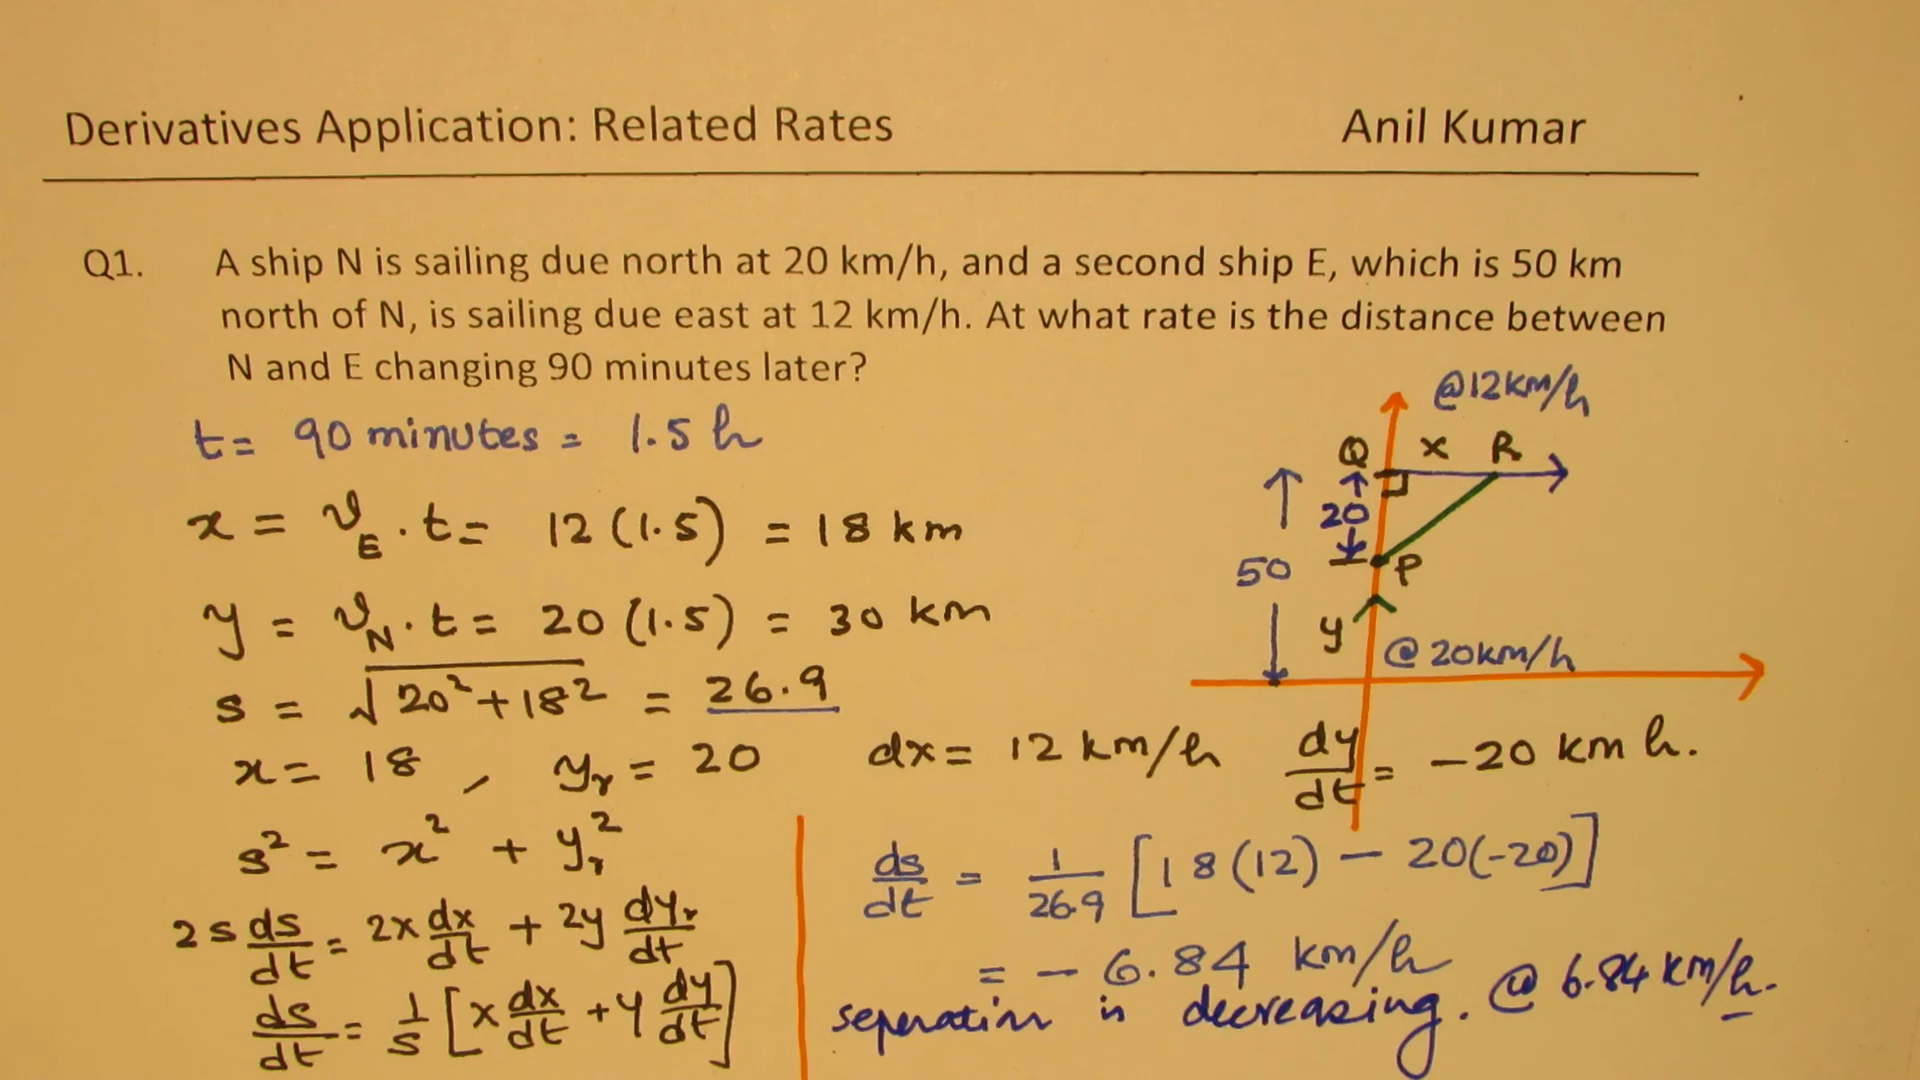 Derivatives Application: Related Rates Anil Kumar
Q1. A ship N is sailing due north at 20 km/h, and a second ship E, which is 50 km
north of N, is sailing due east at 12 km/h. At what rate is the distance between
N and E changing 90 minutes later?
t = 90 minutes = 1.5 h
x = v_E · t = 12 (1.5) = 18 km
y = v_N · t = 20 (1.5) = 30 km
s = √(20² + 18²) = 26.9
x = 18 , y_r = 20
s² = x² + y_r²
2s ds/dt = 2x dx/dt + 2y dy_r/dt
ds/dt = 1/s [x dx/dt + y dy/dt]
@12km/h
Q x R
20
50 P
y @ 20km/h
dx = 12 km/h dy/dt = -20 km h.
ds/dt = 1/26.9 [18(12) - 20(-20)]
= - 6.84 km/h
seperation is decreasing. @ 6.84 km/h.